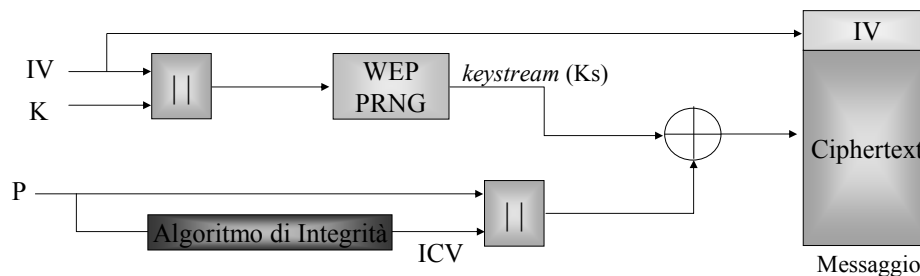 IV
IV
K
||
WEP
PRNG
keystream (Ks)
Ciphertext
P
Algoritmo di Integrità
ICV
||
Messaggio